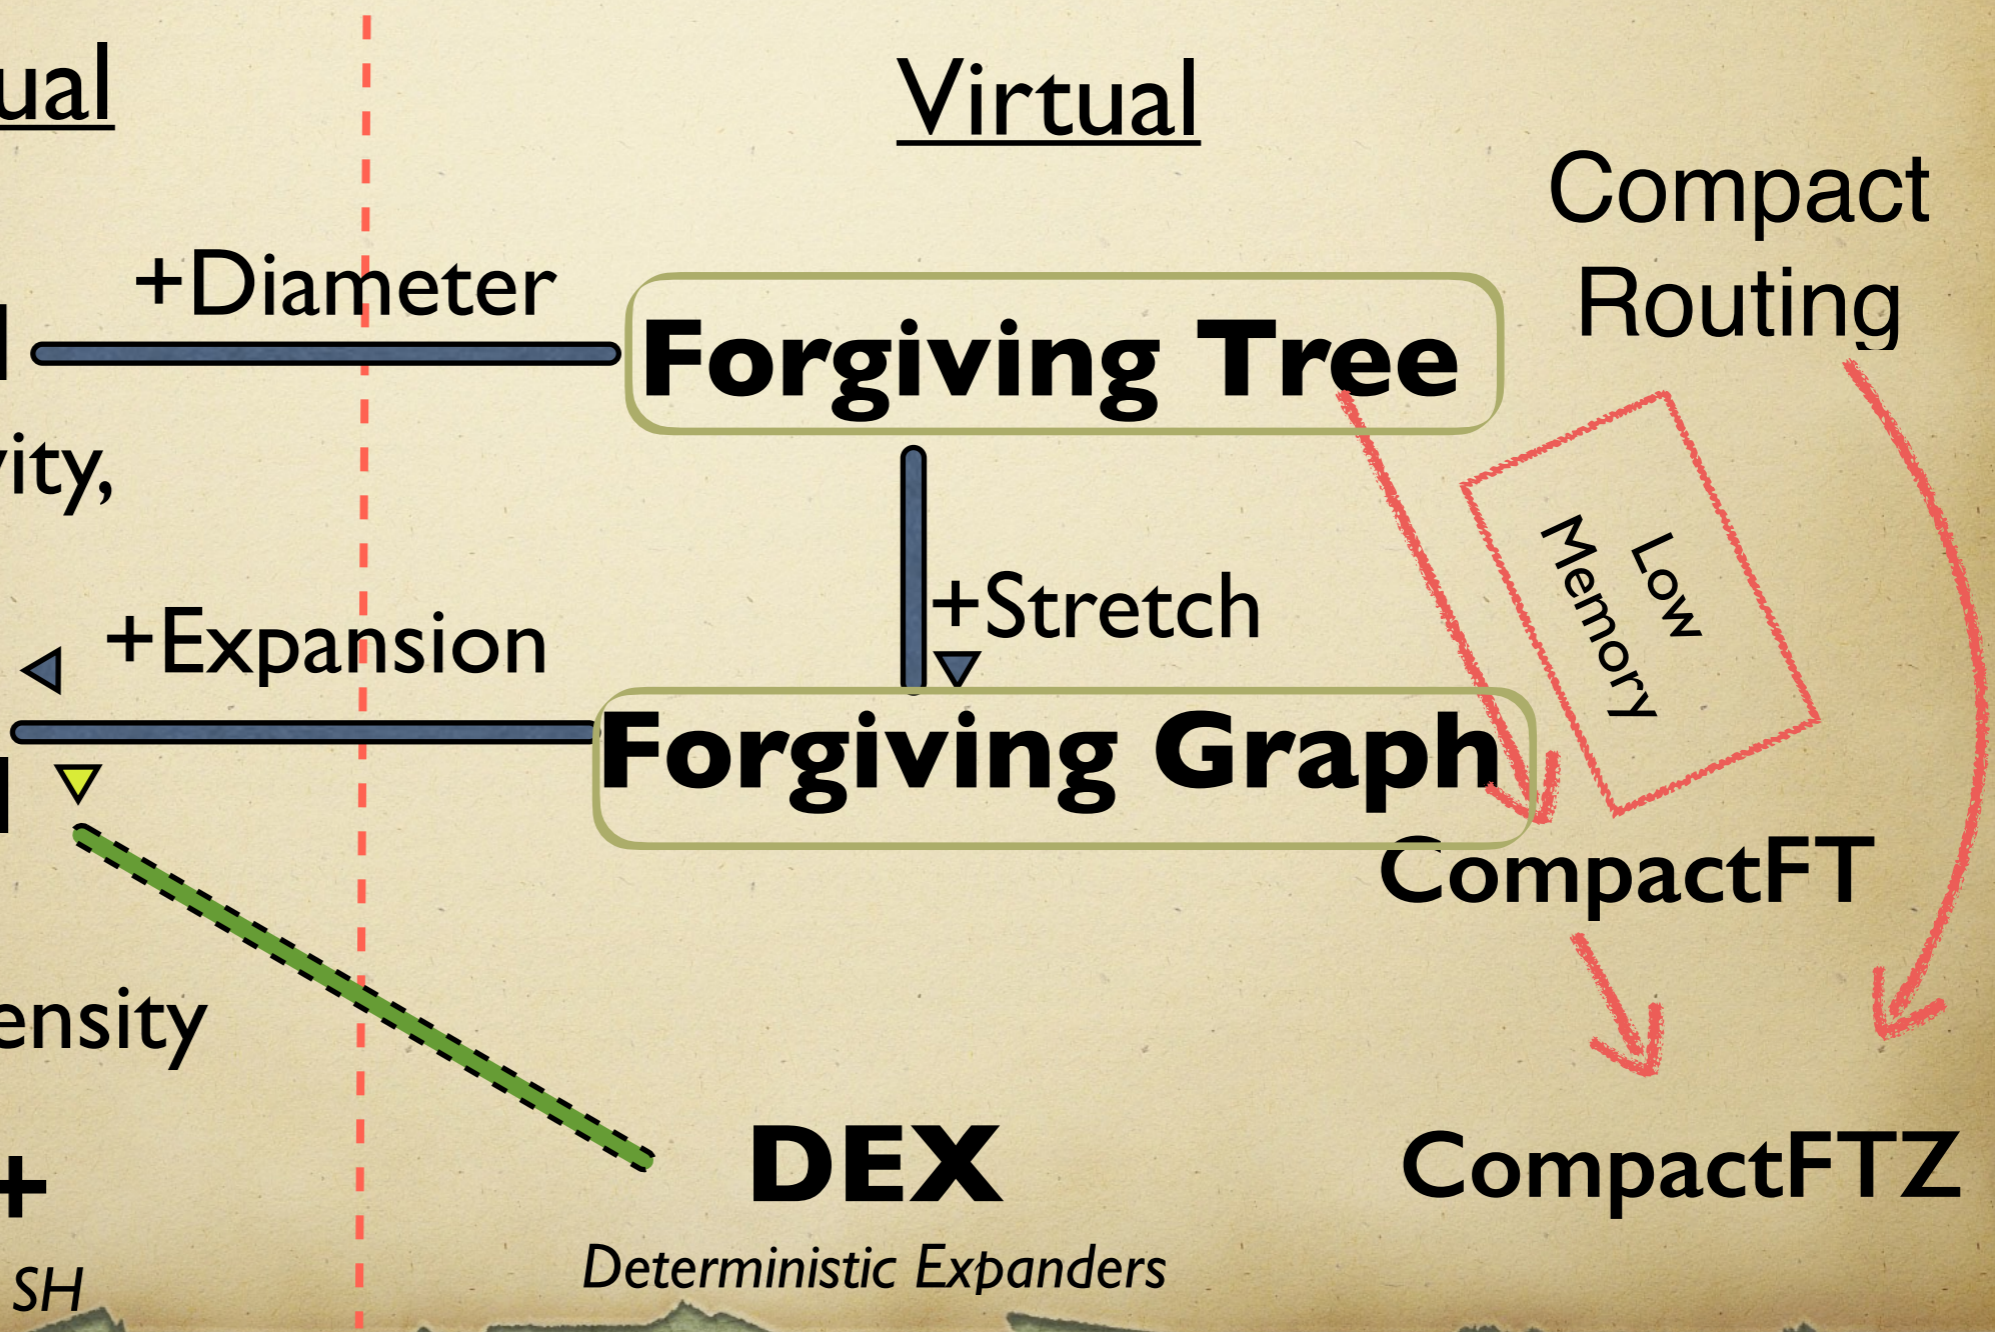 ual
Virtual
Compact
Routing
+Diameter
Forgiving Tree
vity,
Low
Memory
+Stretch
+Expansion
Forgiving Graph
CompactFT
ensity
DEX
CompactFTZ
+
Deterministic Expanders
SH